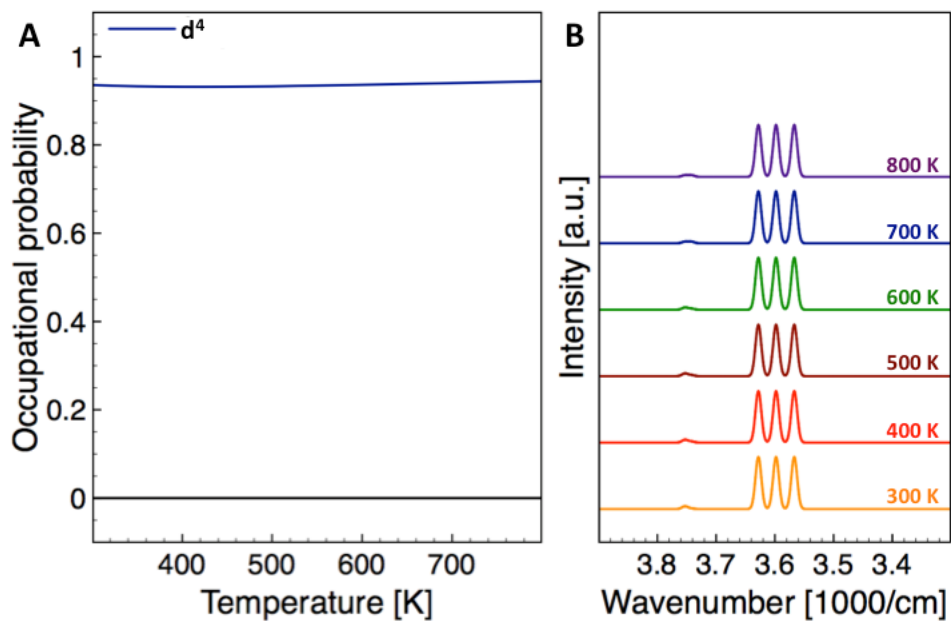 A
d⁴
1
0.8
0.6
0.4
0.2
0
Occupational probability
400 500 600 700
Temperature [K]
B
800 K
700 K
600 K
500 K
400 K
300 K
Intensity [a.u.]
3.8 3.7 3.6 3.5 3.4
Wavenumber [1000/cm]